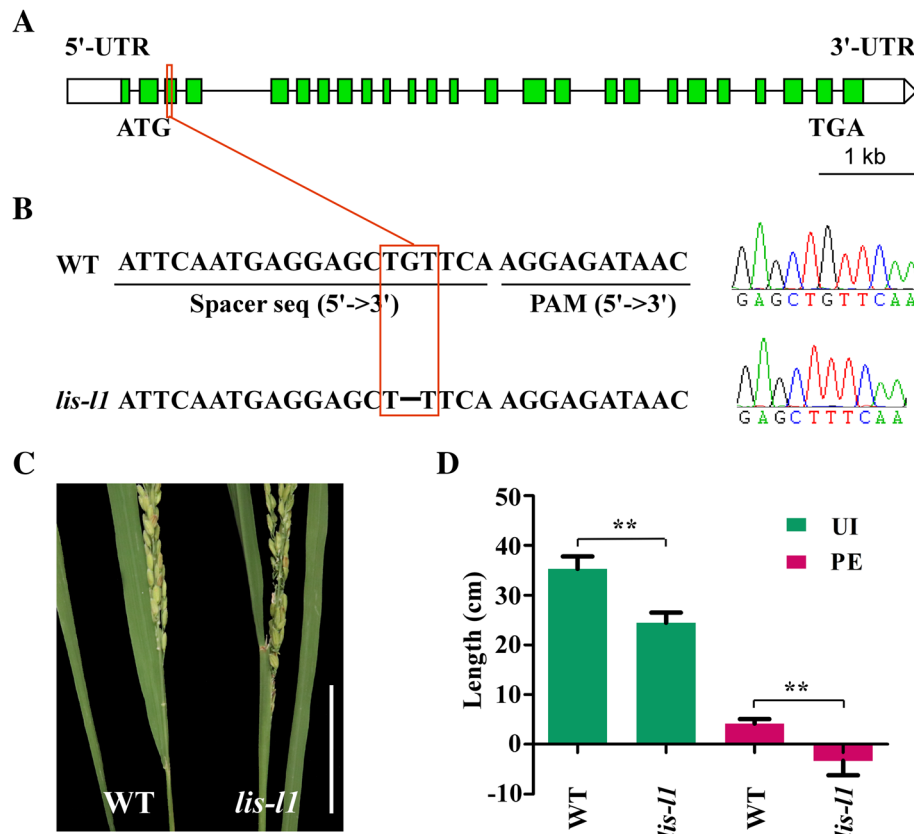 A
5'-UTR 3'-UTR
ATG TGA
1 kb
B
WT ATTCAATGAGGAGCTGTTCA AGGAGATAAC
Spacer seq (5'->3') PAM (5'->3')
GAGCTGTTCAA
lis-l1 ATTCAATGAGGAGCT–TTCA AGGAGATAAC
GAGCTTTCAA
C
WT lis-l1
D
Length (cm)
50
40
30
20
10
0
-10
**
**
UI
PE
WT
lis-l1
WT
lis-l1